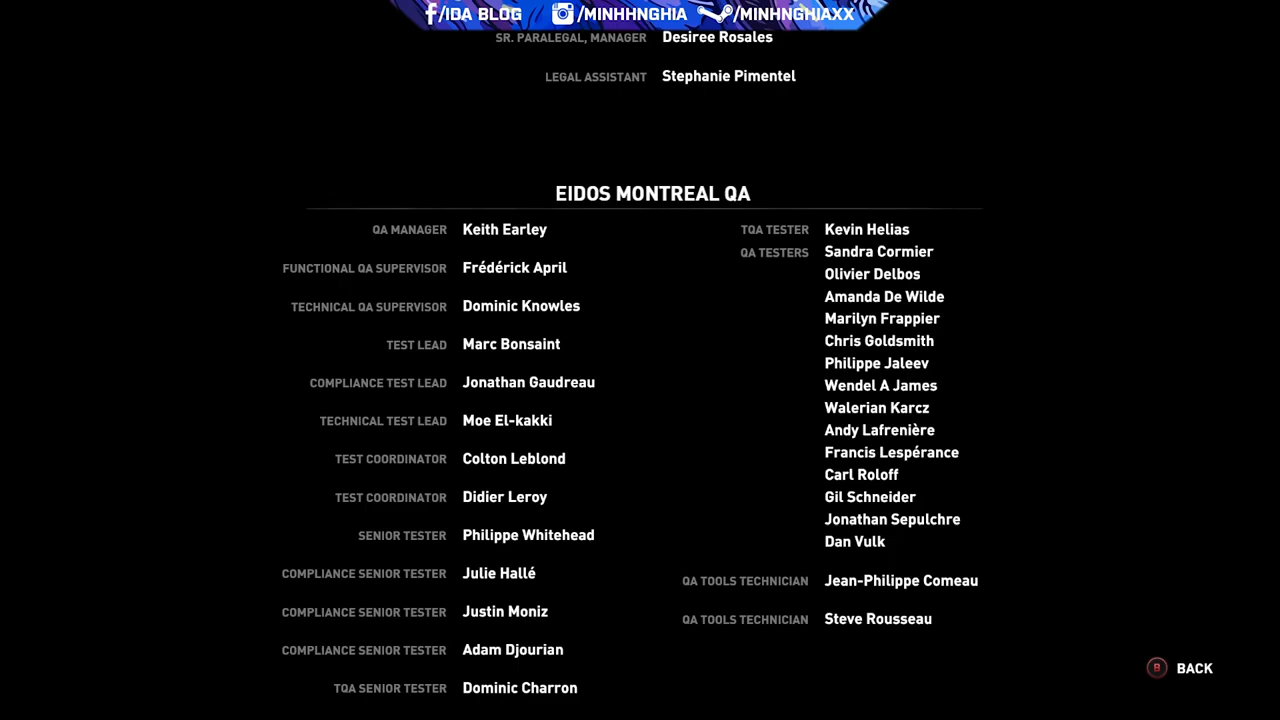 /IDA BLOG /MINHHNGHIA /MINHNGHIAXX
SR. PARALEGAL, MANAGER Desiree Rosales
LEGAL ASSISTANT Stephanie Pimentel
EIDOS MONTREAL QA
QA MANAGER Keith Earley
FUNCTIONAL QA SUPERVISOR Frédérick April
TECHNICAL QA SUPERVISOR Dominic Knowles
TEST LEAD Marc Bonsaint
COMPLIANCE TEST LEAD Jonathan Gaudreau
TECHNICAL TEST LEAD Moe El-kakki
TEST COORDINATOR Colton Leblond
TEST COORDINATOR Didier Leroy
SENIOR TESTER Philippe Whitehead
COMPLIANCE SENIOR TESTER Julie Hallé
COMPLIANCE SENIOR TESTER Justin Moniz
COMPLIANCE SENIOR TESTER Adam Djourian
TQA SENIOR TESTER Dominic Charron
TQA TESTER Kevin Helias
QA TESTERS Sandra Cormier
Olivier Delbos
Amanda De Wilde
Marilyn Frappier
Chris Goldsmith
Philippe Jaleev
Wendel A James
Walerian Karcz
Andy Lafrenière
Francis Lespérance
Carl Roloff
Gil Schneider
Jonathan Sepulchre
Dan Vulk
QA TOOLS TECHNICIAN Jean-Philippe Comeau
QA TOOLS TECHNICIAN Steve Rousseau
B BACK